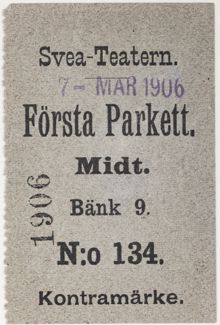 Svea-Teatern.
7 - MAR 1906
Första Parkett.
Midt.
Bänk 9.
1906
N:o 134.
Kontramärke.